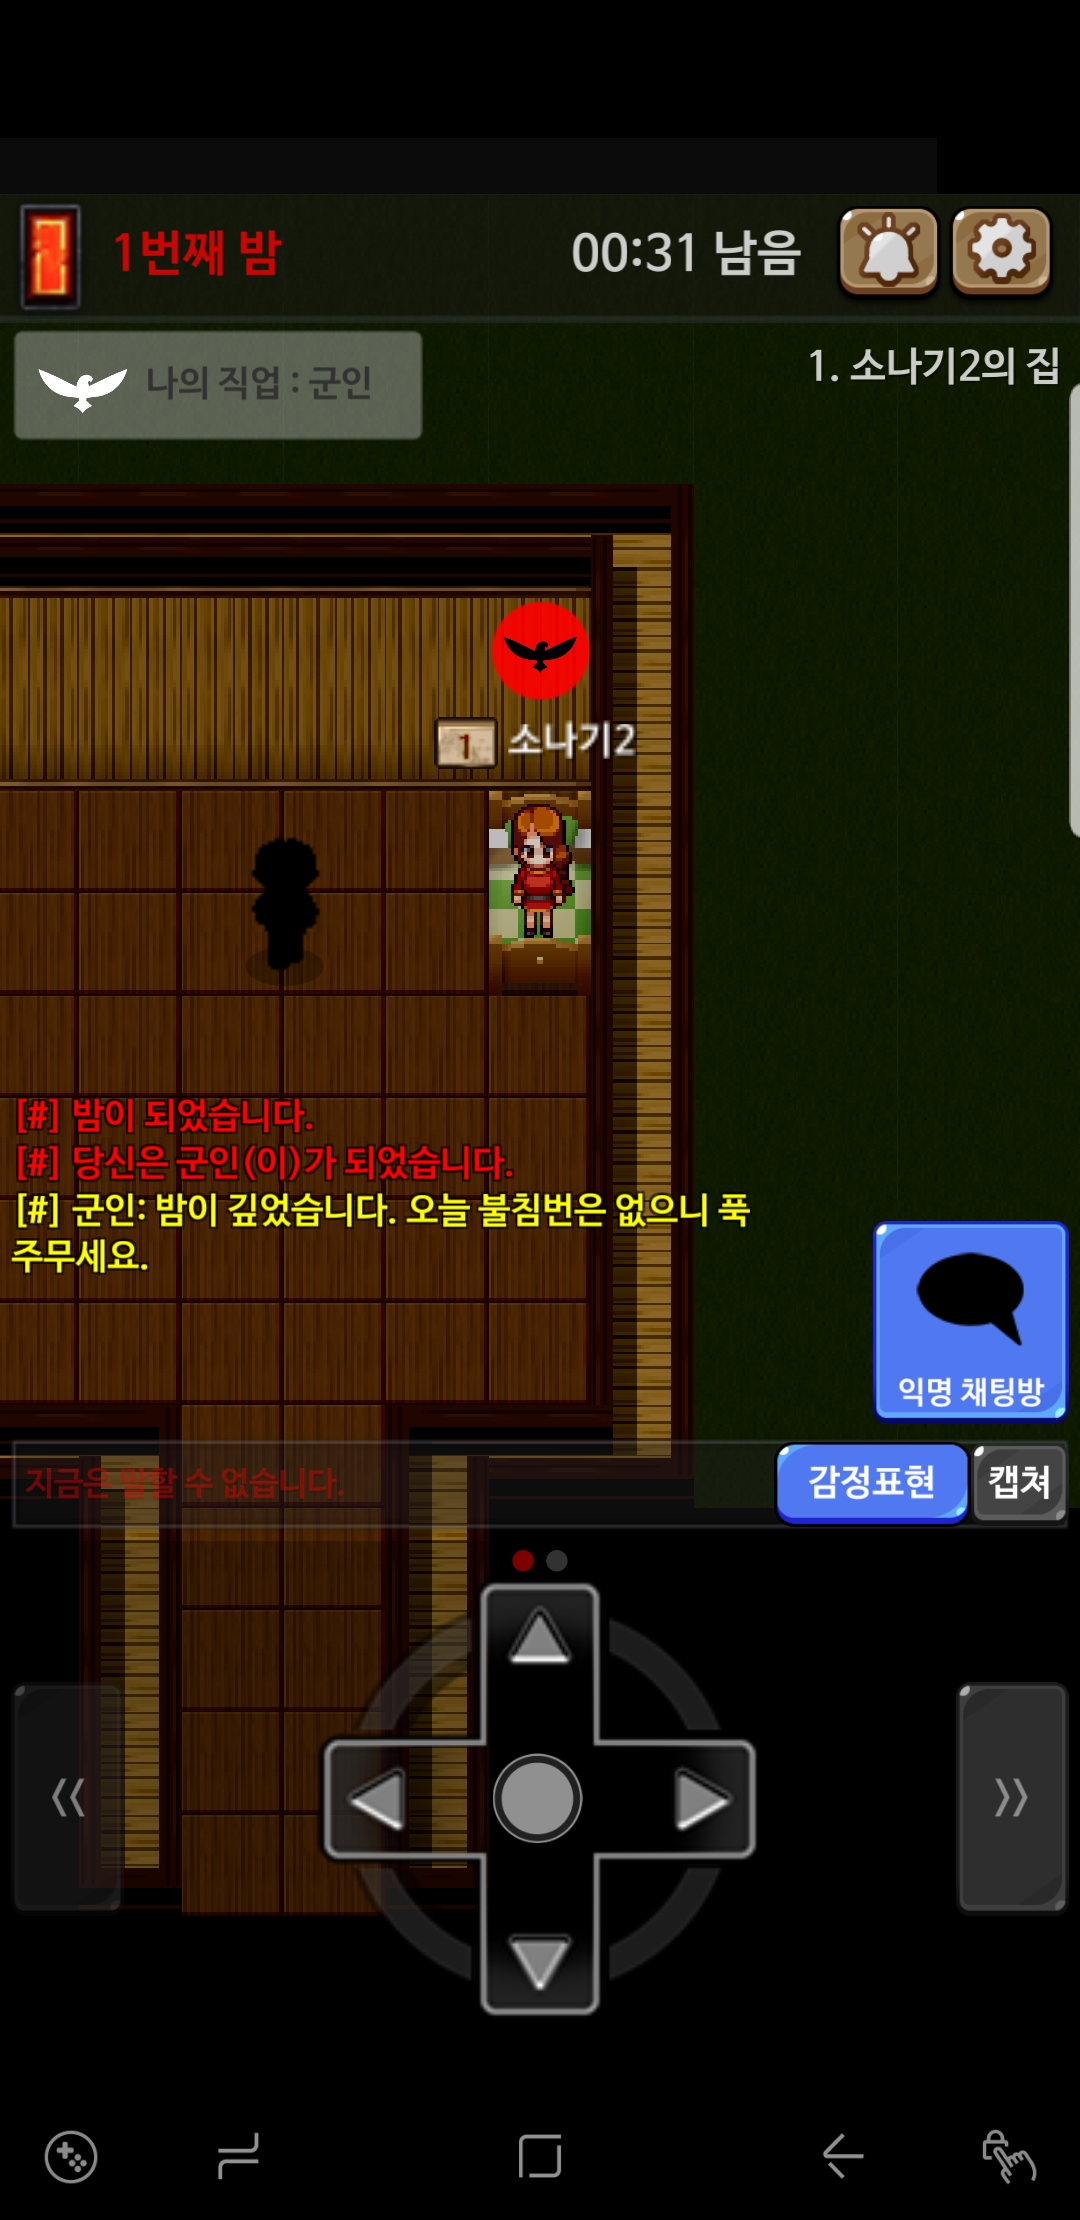 1번째 밤
00:31 남음
나의 직업 : 군인
1. 소나기2의 집
1 소나기2
[#] 밤이 되었습니다.
[#] 당신은 군인(이)가 되었습니다.
[#] 군인: 밤이 깊었습니다. 오늘 불침번은 없으니 푹
주무세요.
익명 채팅방
지금은 말할 수 없습니다.
감정표현
캡쳐